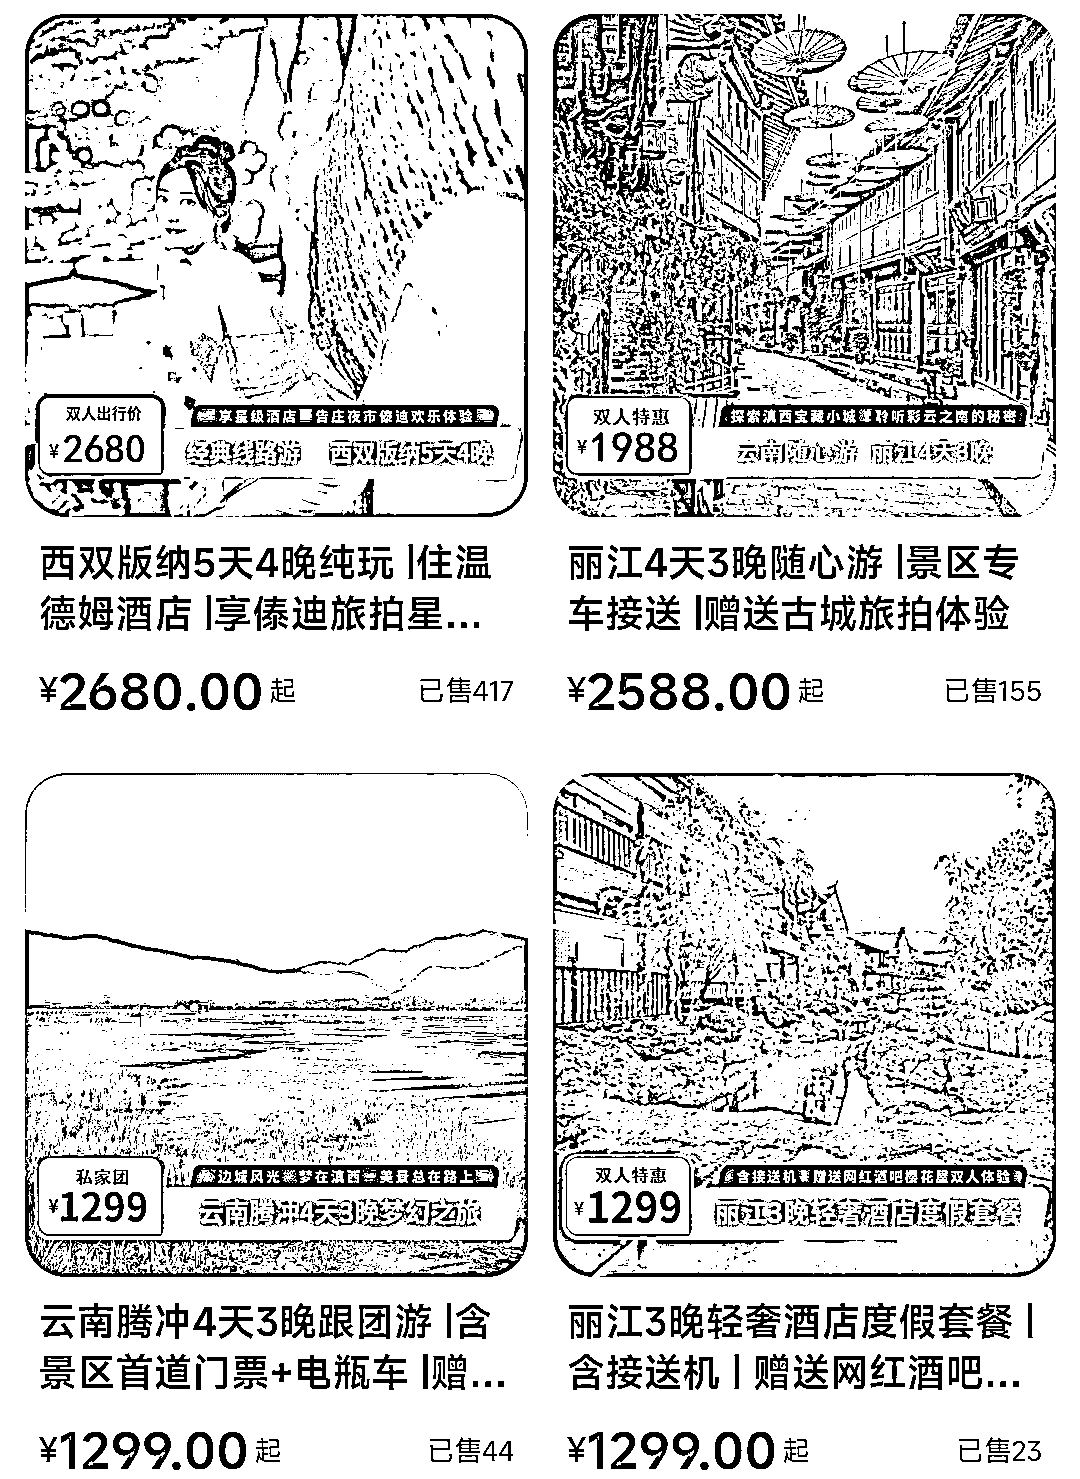 双人出行价
¥2680
享星级酒店 告庄夜市傣迪欢乐体验
经典线路游 西双版纳5天4晚
西双版纳5天4晚纯玩 |住温
德姆酒店 |享傣迪旅拍星...
¥2680.00起 已售417
双人特惠
¥1988
探索滇西宝藏小城 聆听彩云之南的秘密
云南随心游 丽江4天3晚
丽江4天3晚随心游 |景区专
车接送 |赠送古城旅拍体验
¥2588.00起 已售155
私家团
¥1299
边城风光 梦在滇西 美景总在路上
云南腾冲4天3晚梦幻之旅
云南腾冲4天3晚跟团游 |含
景区首道门票+电瓶车 |赠...
¥1299.00起 已售44
双人特惠
¥1299
含接送机 赠送网红酒吧樱花屋双人体验
丽江3晚轻奢酒店度假套餐
丽江3晚轻奢酒店度假套餐 |
含接送机 | 赠送网红酒吧...
¥1299.00起 已售23